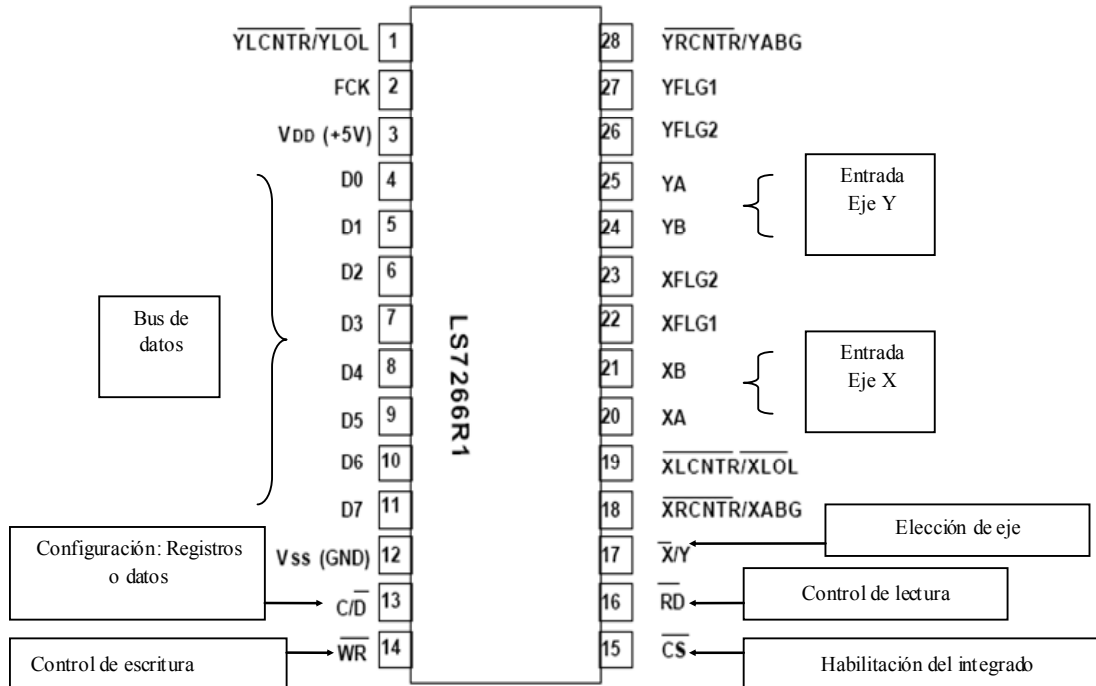 YLCNTR/YLOL 1
FCK 2
VDD (+5V) 3
D0 4
D1 5
D2 6
D3 7
D4 8
D5 9
D6 10
D7 11
Vss (GND) 12
C/D 13
WR 14
Bus de
datos
Configuración: Registros
o datos
Control de escritura
LS7266R1
28 YRCNTR/YABG
27 YFLG1
26 YFLG2
25 YA
24 YB
23 XFLG2
22 XFLG1
21 XB
20 XA
19 XLCNTR/XLOL
18 XRCNTR/XABG
17 X/Y
16 RD
15 CS
Entrada
Eje Y
Entrada
Eje X
Elección de eje
Control de lectura
Habilitación del integrado